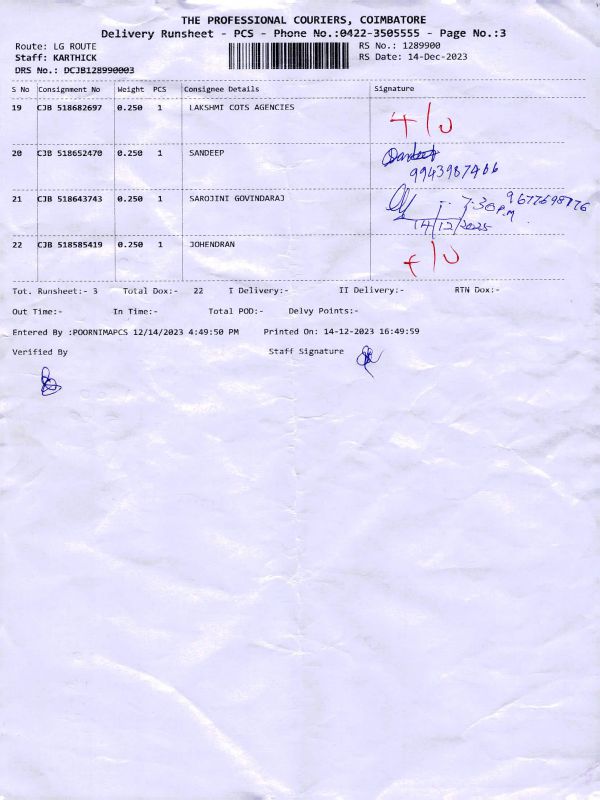 THE PROFESSIONAL COURIERS, COIMBATORE
Delivery Runsheet - PCS - Phone No.:0422-3505555 - Page No.:3
Route: LG ROUTE RS No.: 1289900
Staff: KARTHICK RS Date: 14-Dec-2023
DRS No.: DCJB128990003
S No Consignment No Weight PCS Consignee Details Signature
19 CJB 518682697 0.250 1 LAKSHMI COTS AGENCIES
20 CJB 518652470 0.250 1 SANDEEP Sandeep
9943987406
21 CJB 518643743 0.250 1 SAROJINI GOVINDARAJ 7:30 P.M 9677698776
14/12/2025
22 CJB 518585419 0.250 1 JOHENDRAN
Tot. Runsheet:- 3 Total Dox:- 22 I Delivery:- II Delivery:- RTN Dox:-
Out Time:- In Time:- Total POD:- Delvy Points:-
Entered By :POORNIMAPCS 12/14/2023 4:49:50 PM Printed On: 14-12-2023 16:49:59
Verified By Staff Signature